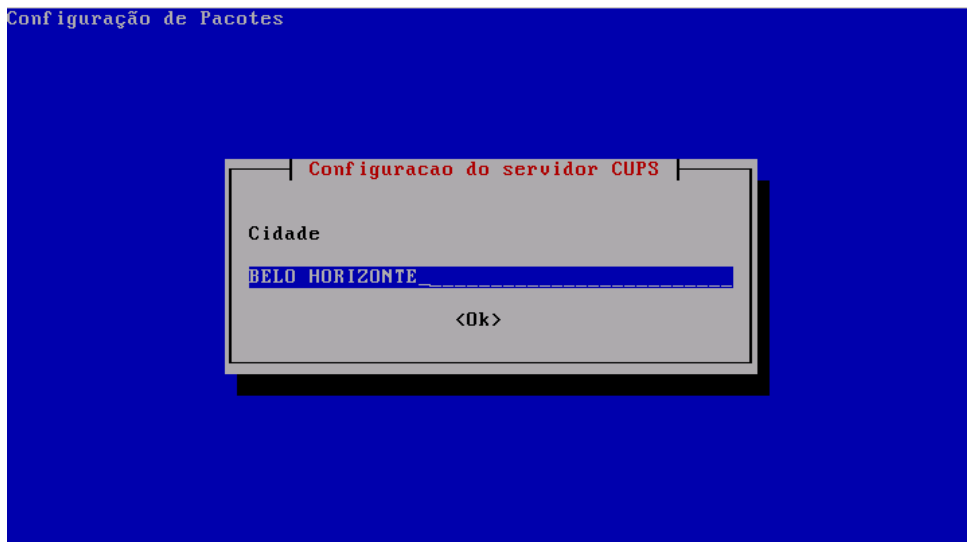 Configuração de Pacotes
Configuracao do servidor CUPS
Cidade
BELO HORIZONTE
<Ok>